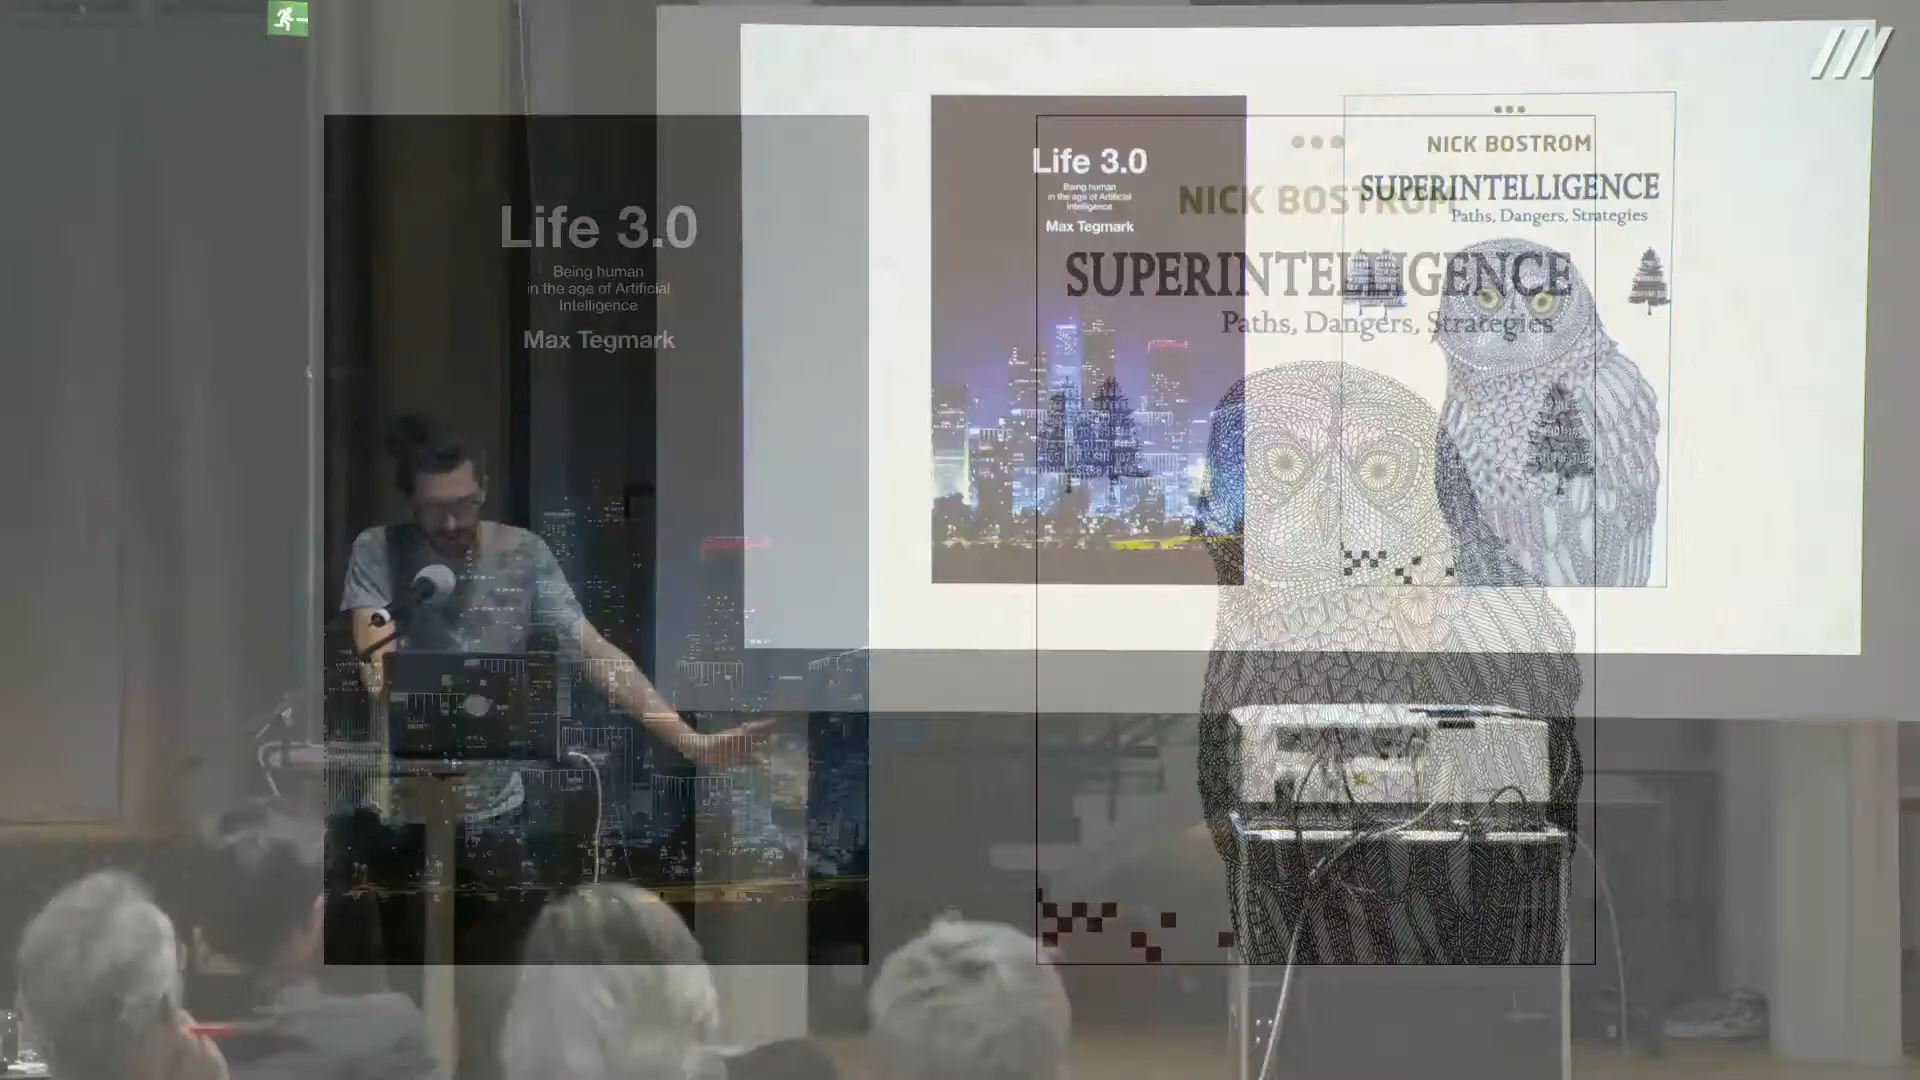 Life 3.0
Being human
in the age of Artificial
Intelligence
Max Tegmark
NICK BOSTROM
SUPERINTELLIGENCE
Paths, Dangers, Strategies
Life 3.0
Being human
in the age of Artificial
Intelligence
Max Tegmark
NICK BOSTROM
SUPERINTELLIGENCE
Paths, Dangers, Strategies